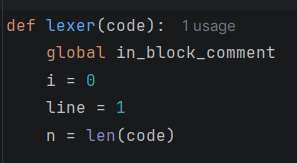 def lexer(code):  1 usage
    global in_block_comment
    i = 0
    line = 1
    n = len(code)